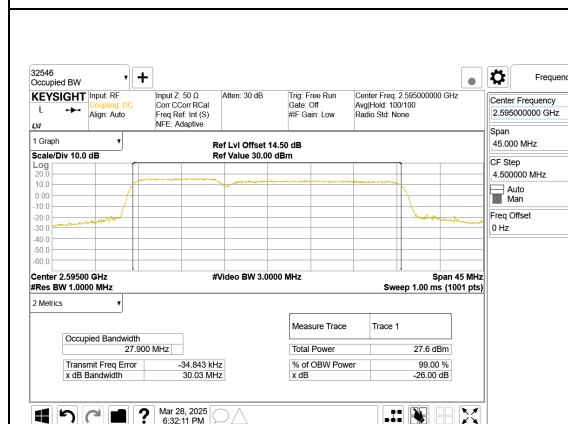 32546
Occupied BW
Frequenc
KEYSIGHT
L
LXI
Input: RF
Coupling: DC
Align: Auto
Input Z: 50 Ω
Corr CCorr RCal
Freq Ref: Int (S)
NFE: Adaptive
Atten: 30 dB
Trig: Free Run
Gate: Off
#IF Gain: Low
Center Freq: 2.595000000 GHz
Avg|Hold: 100/100
Radio Std: None
Center Frequency
2.595000000 GHz
Span
45.000 MHz
CF Step
4.500000 MHz
Auto
Man
Freq Offset
0 Hz
1 Graph
Scale/Div 10.0 dB
Ref Lvl Offset 14.50 dB
Ref Value 30.00 dBm
Log
20.0
10.0
0.00
-10.0
-20.0
-30.0
-40.0
-50.0
-60.0
Center 2.59500 GHz
#Res BW 1.0000 MHz
#Video BW 3.0000 MHz
Span 45 MHz
Sweep 1.00 ms (1001 pts)
2 Metrics
Measure Trace Trace 1
Occupied Bandwidth
27.900 MHz
Total Power 27.6 dBm
Transmit Freq Error -34.843 kHz
% of OBW Power 99.00 %
x dB Bandwidth 30.03 MHz
x dB -26.00 dB
?
Mar 28, 2025
6:32:11 PM